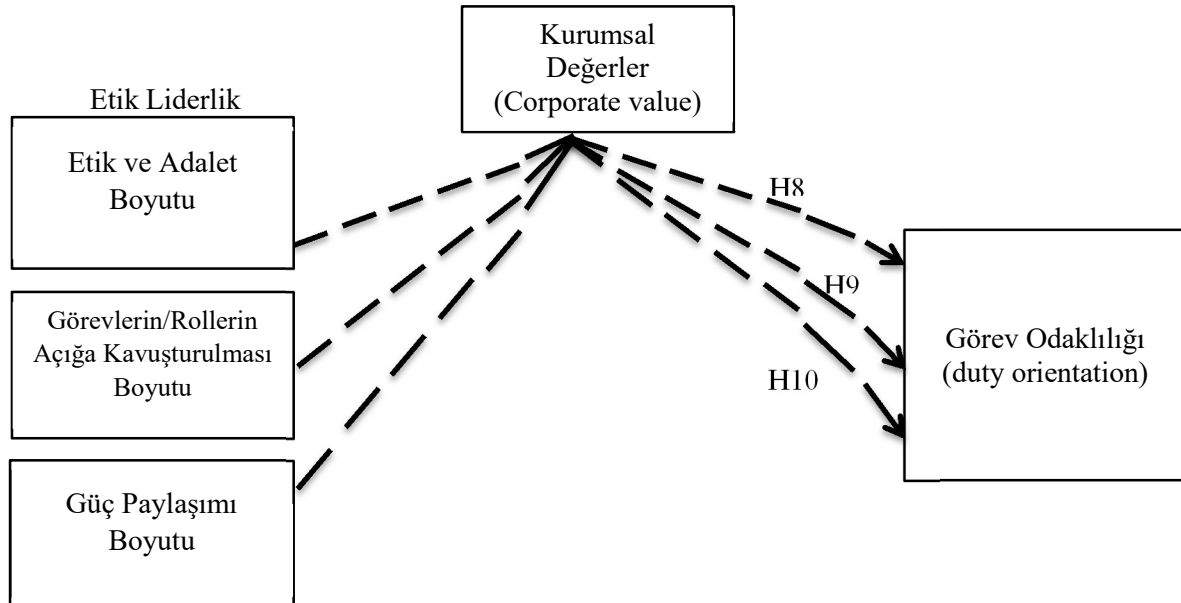 Kurumsal
Değerler
(Corporate value)
Etik Liderlik
Etik ve Adalet
Boyutu
Görevlerin/Rollerin
Açığa Kavuşturulması
Boyutu
Güç Paylaşımı
Boyutu
H8
H9
H10
Görev Odaklılığı
(duty orientation)